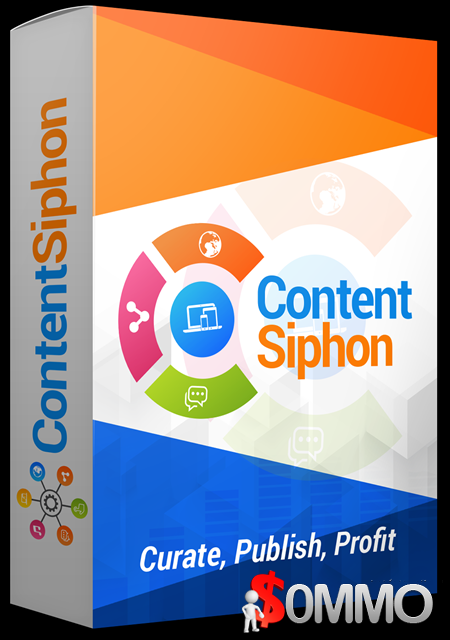 ContentSiphon
Content
Siphon
Curate, Publish, Profit
$OMMO